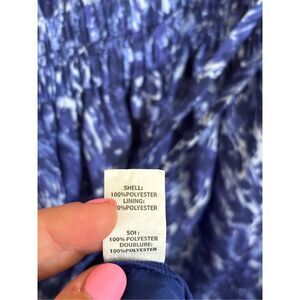 SHELL:
100%POLYESTER
LINING:
0%POLYESTER
SOI:
100%POLYESTER
DOUBLURE:
100%POLYESTER